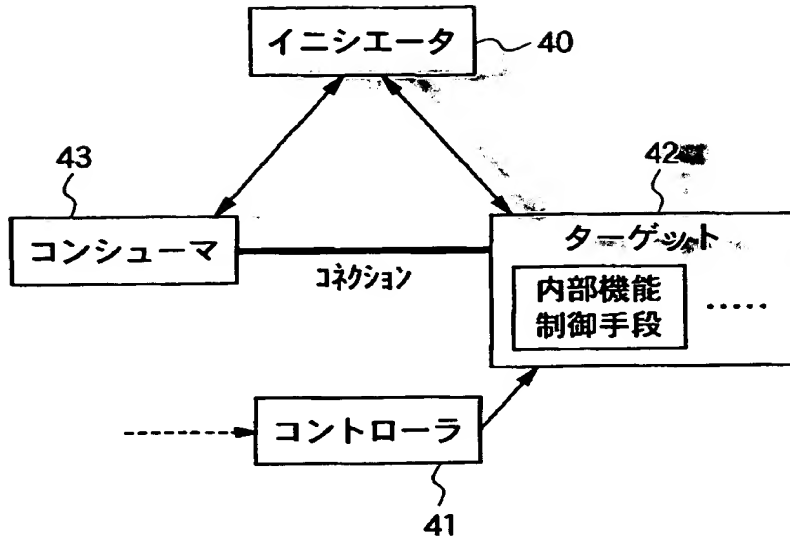 イニシエータ
40
43
42
コンシューマ
コネクション
ターゲット
内部機能
制御手段
.....
コントローラ
41